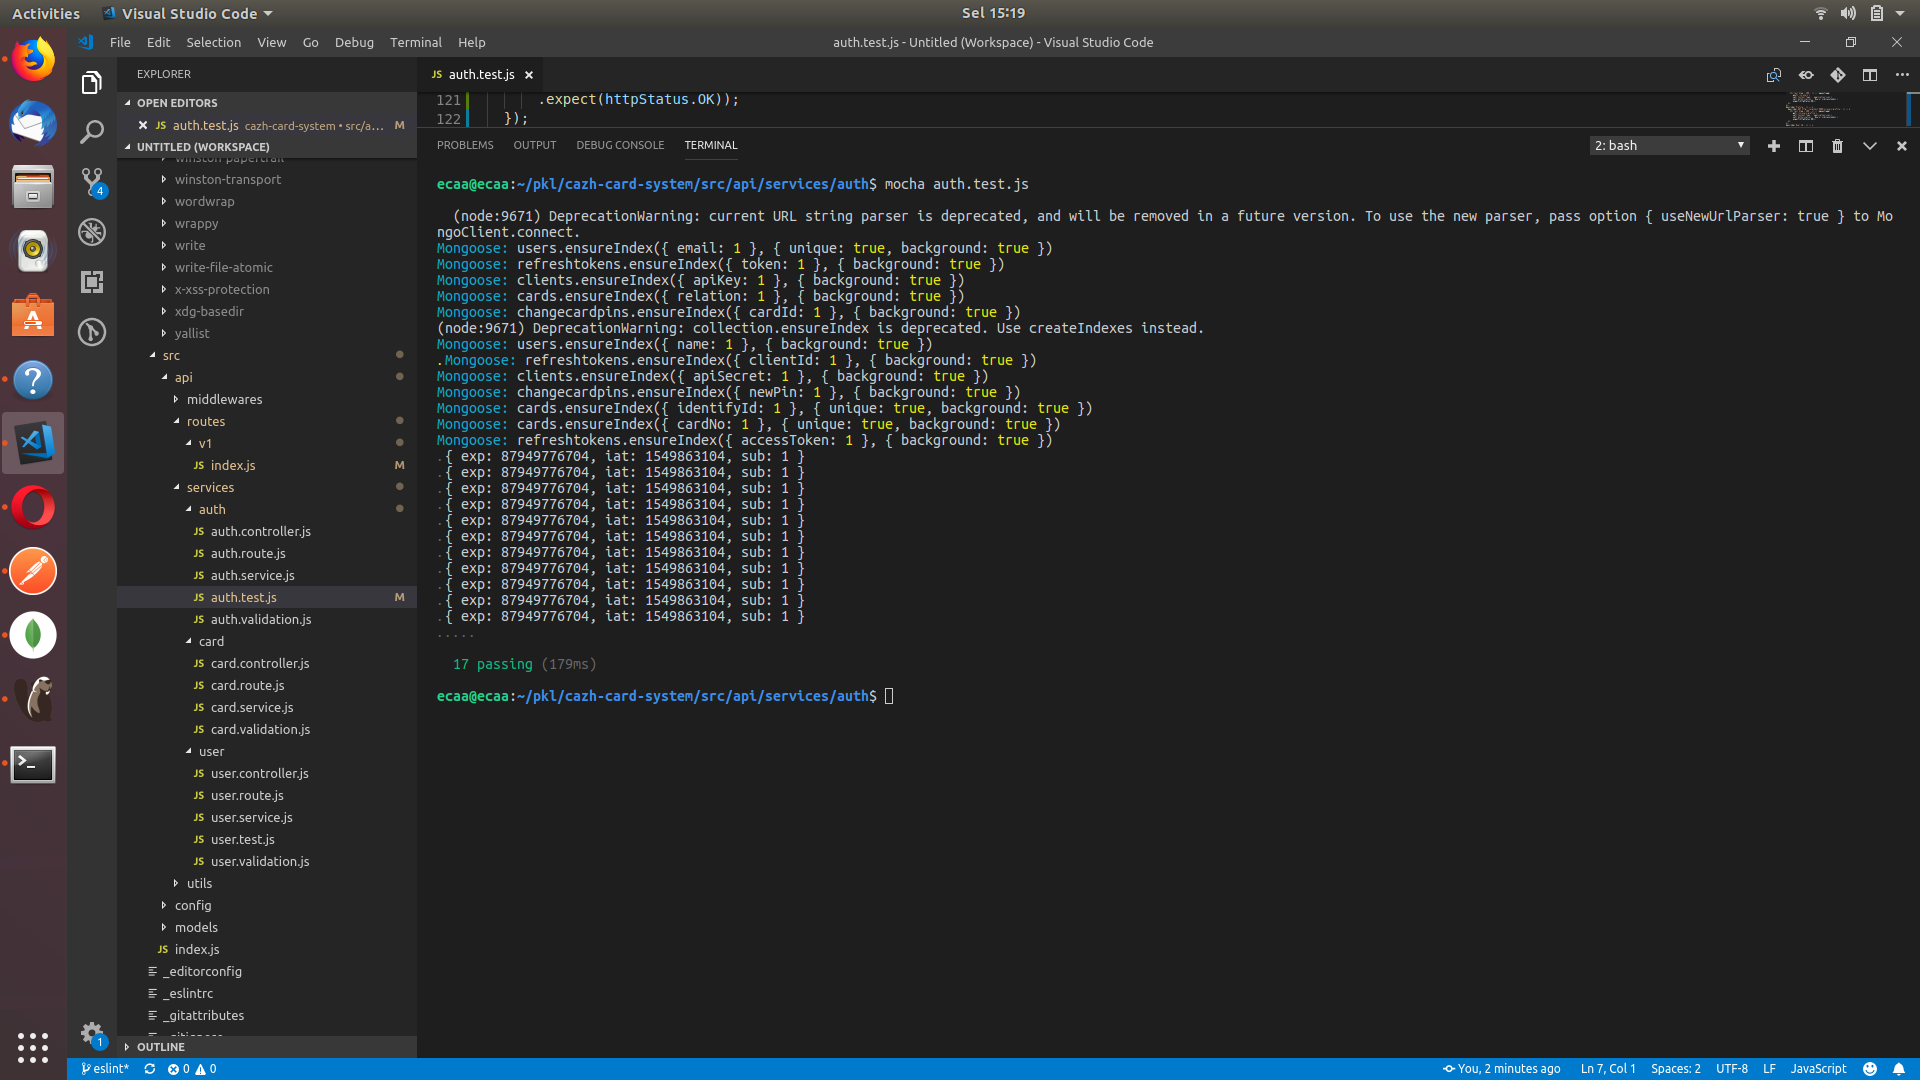 Activities
Visual Studio Code
Sel 15:19
File Edit Selection View Go Debug Terminal Help
auth.test.js - Untitled (Workspace) - Visual Studio Code
EXPLORER
OPEN EDITORS
JS auth.test.js cazh-card-system • src/a... M
UNTITLED (WORKSPACE)
winston-papertrail
winston-transport
wordwrap
wrappy
write
write-file-atomic
x-xss-protection
xdg-basedir
yallist
src
api
middlewares
routes
v1
JS index.js M
services
auth
JS auth.controller.js
JS auth.route.js
JS auth.service.js
JS auth.test.js M
JS auth.validation.js
card
JS card.controller.js
JS card.route.js
JS card.service.js
JS card.validation.js
user
JS user.controller.js
JS user.route.js
JS user.service.js
JS user.test.js
JS user.validation.js
utils
config
models
JS index.js
_editorconfig
_eslintrc
_gitattributes
OUTLINE
4
1
JS auth.test.js
121 .expect(httpStatus.OK));
122 });
PROBLEMS OUTPUT DEBUG CONSOLE TERMINAL
2: bash
ecaa@ecaa:~/pkl/cazh-card-system/src/api/services/auth$ mocha auth.test.js
(node:9671) DeprecationWarning: current URL string parser is deprecated, and will be removed in a future version. To use the new parser, pass option { useNewUrlParser: true } to Mo
ngoClient.connect.
Mongoose: users.ensureIndex({ email: 1 }, { unique: true, background: true })
Mongoose: refreshtokens.ensureIndex({ token: 1 }, { background: true })
Mongoose: clients.ensureIndex({ apiKey: 1 }, { background: true })
Mongoose: cards.ensureIndex({ relation: 1 }, { background: true })
Mongoose: changecardpins.ensureIndex({ cardId: 1 }, { background: true })
(node:9671) DeprecationWarning: collection.ensureIndex is deprecated. Use createIndexes instead.
Mongoose: users.ensureIndex({ name: 1 }, { background: true })
.Mongoose: refreshtokens.ensureIndex({ clientId: 1 }, { background: true })
Mongoose: clients.ensureIndex({ apiSecret: 1 }, { background: true })
Mongoose: changecardpins.ensureIndex({ newPin: 1 }, { background: true })
Mongoose: cards.ensureIndex({ identifyId: 1 }, { unique: true, background: true })
Mongoose: cards.ensureIndex({ cardNo: 1 }, { unique: true, background: true })
Mongoose: refreshtokens.ensureIndex({ accessToken: 1 }, { background: true })
.{ exp: 87949776704, iat: 1549863104, sub: 1 }
.{ exp: 87949776704, iat: 1549863104, sub: 1 }
.{ exp: 87949776704, iat: 1549863104, sub: 1 }
.{ exp: 87949776704, iat: 1549863104, sub: 1 }
.{ exp: 87949776704, iat: 1549863104, sub: 1 }
.{ exp: 87949776704, iat: 1549863104, sub: 1 }
.{ exp: 87949776704, iat: 1549863104, sub: 1 }
.{ exp: 87949776704, iat: 1549863104, sub: 1 }
.{ exp: 87949776704, iat: 1549863104, sub: 1 }
.{ exp: 87949776704, iat: 1549863104, sub: 1 }
.{ exp: 87949776704, iat: 1549863104, sub: 1 }
.....
17 passing (179ms)
ecaa@ecaa:~/pkl/cazh-card-system/src/api/services/auth$
eslint* 0 0
You, 2 minutes ago Ln 7, Col 1 Spaces: 2 UTF-8 LF JavaScript